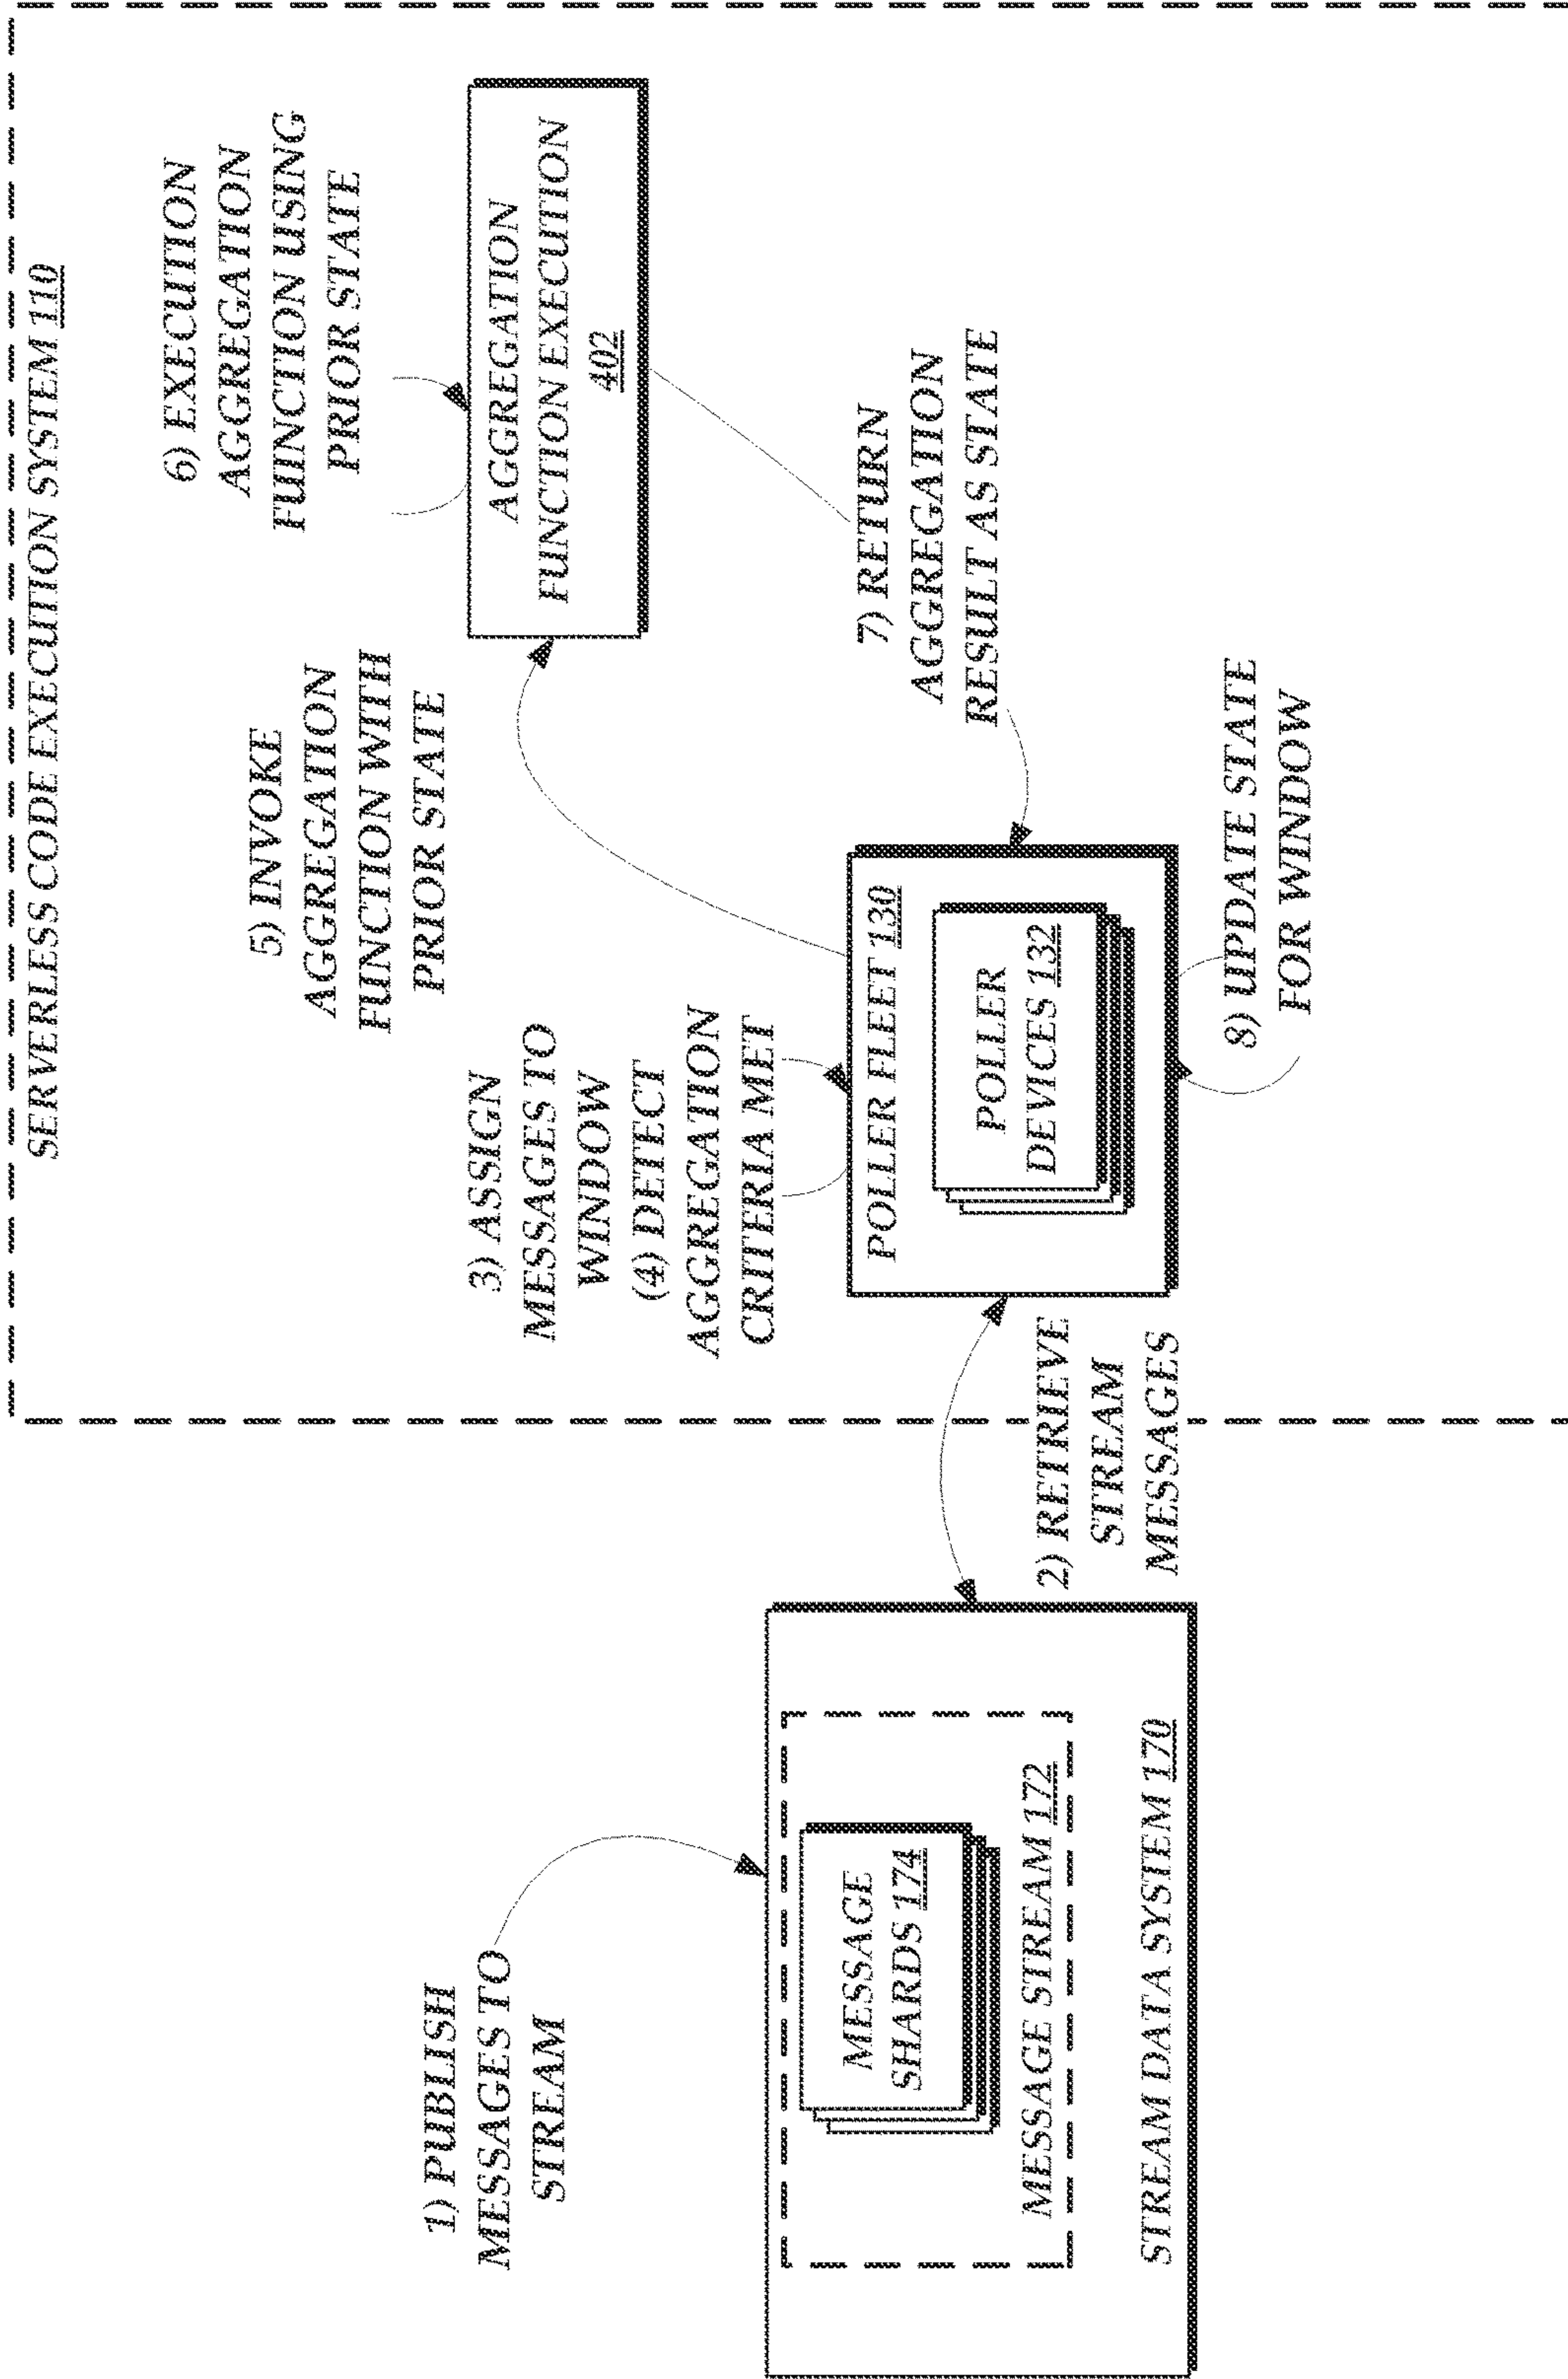 SERVERLESS CODE EXECUTION SYSTEM 110
1) PUBLISH
MESSAGES TO
STREAM
MESSAGE
SHARDS 174
MESSAGE STREAM 172
STREAM DATA SYSTEM 170
2) RETRIEVE
STREAM
MESSAGES
3) ASSIGN
MESSAGES TO
WINDOW
(4) DETECT
AGGREGATION
CRITERIA MET
POLLER FLEET 130
POLLER
DEVICES 132
5) INVOKE
AGGREGATION
FUNCTION WITH
PRIOR STATE
6) EXECUTION
AGGREGATION
FUNCTION USING
PRIOR STATE
AGGREGATION
FUNCTION EXECUTION
402
7) RETURN
AGGREGATION
RESULT AS STATE
8) UPDATE STATE
FOR WINDOW